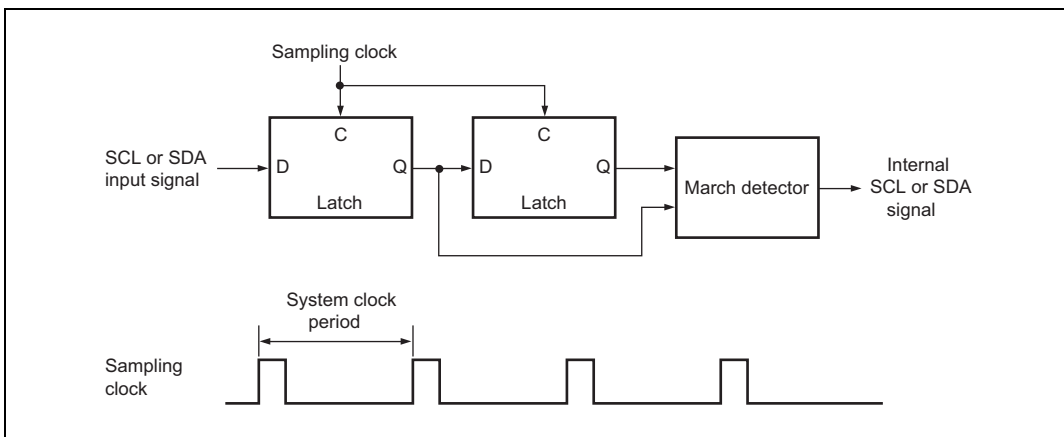 Sampling clock
C
C
SCL or SDA
input signal
D
Q
D
Q
Latch
Latch
March detector
Internal
SCL or SDA
signal
System clock
period
Sampling
clock